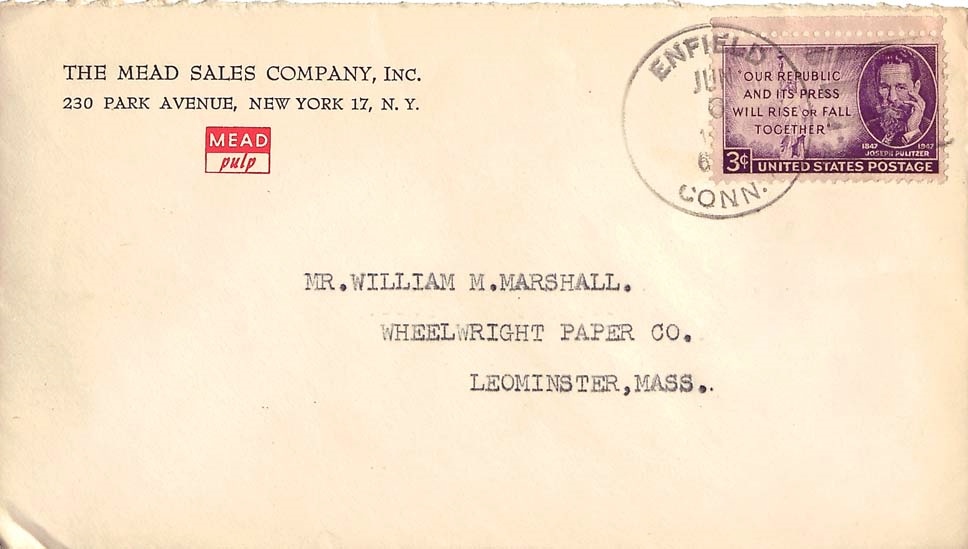 THE MEAD SALES COMPANY, INC.
230 PARK AVENUE, NEW YORK 17, N. Y.
MEAD
pulp
ENFIELD
JUN
6
CONN.
"OUR REPUBLIC
AND ITS PRESS
WILL RISE OR FALL
TOGETHER"
1847 1947
JOSEPH PULITZER
3¢ UNITED STATES POSTAGE
MR.WILLIAM M.MARSHALL.
WHEELWRIGHT PAPER CO.
LEOMINSTER,MASS..